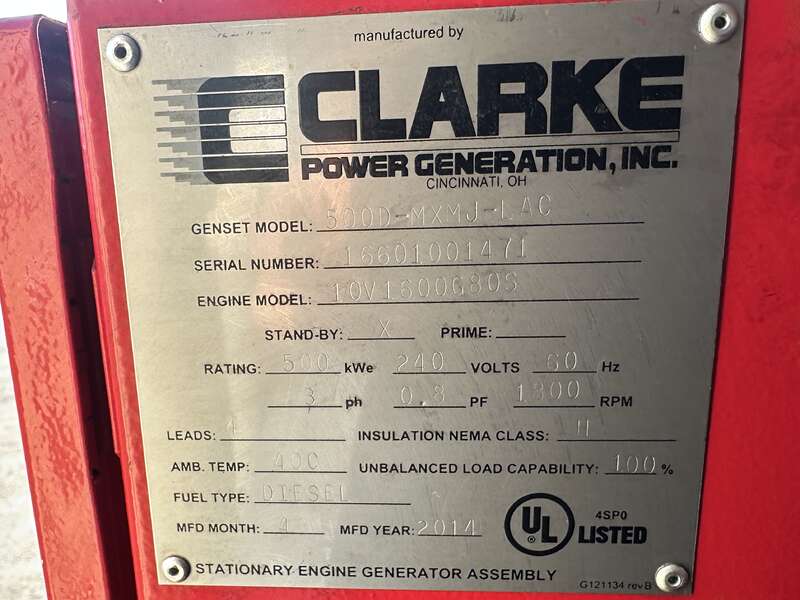 manufactured by
CLARKE
POWER GENERATION, INC.
CINCINNATI, OH
GENSET MODEL: 500D-MXMJ-LAC
SERIAL NUMBER: 16601001471
ENGINE MODEL: 10V1600G80S
STAND-BY: X PRIME:
RATING: 500 kWe 240 VOLTS 60 Hz
3 ph 0.8 PF 1800 RPM
LEADS: 4 INSULATION NEMA CLASS: H
AMB. TEMP: 40C UNBALANCED LOAD CAPABILITY: 100 %
FUEL TYPE: DIESEL
MFD MONTH: 4 MFD YEAR: 2014
UL ® 4SP0 LISTED
STATIONARY ENGINE GENERATOR ASSEMBLY
G121134 rev B